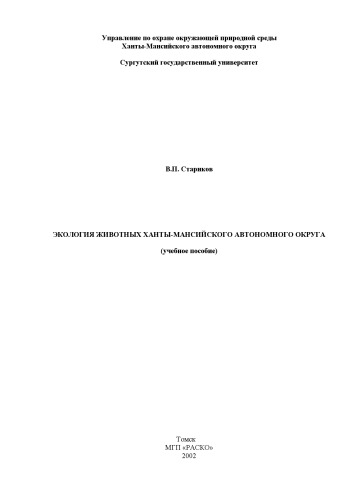 Управление по охране окружающей природной среды
Ханты-Мансийского автономного округа
Сургутский государственный университет
В.П. Стариков
ЭКОЛОГИЯ ЖИВОТНЫХ ХАНТЫ-МАНСИЙСКОГО АВТОНОМНОГО ОКРУГА
(учебное пособие)
Томск
МГП «РАСКО»
2002